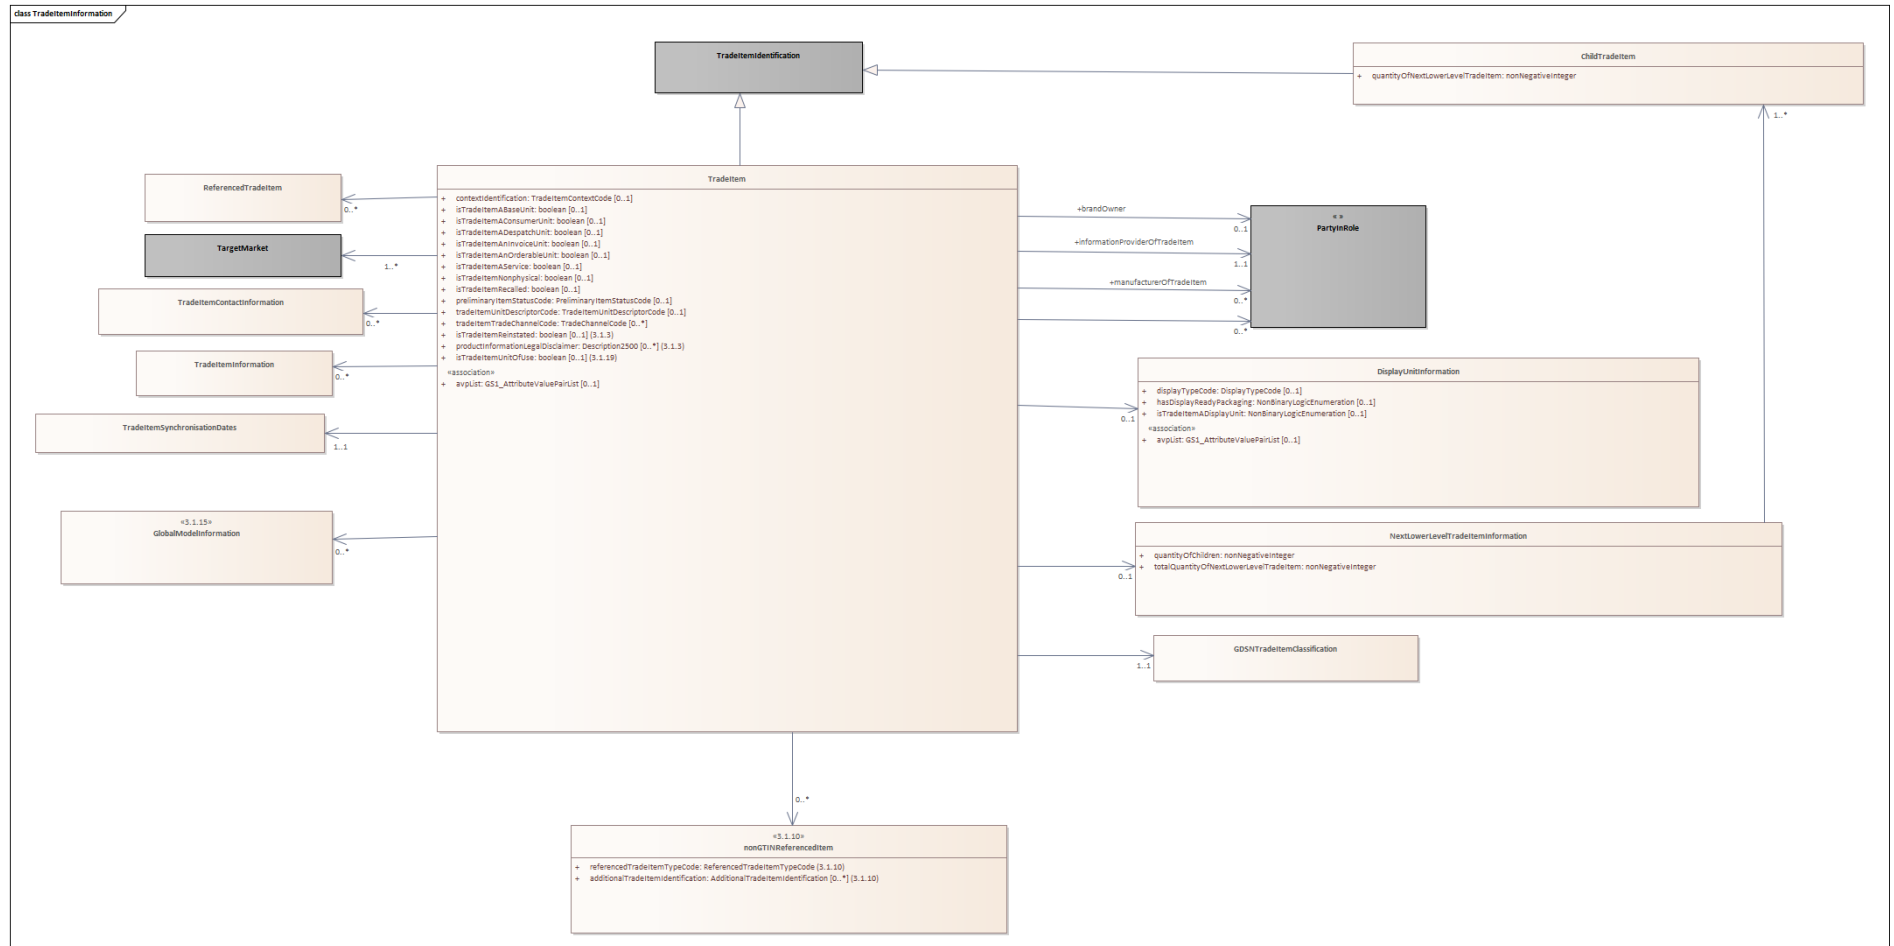 class TradeItemInformation
TradeItemIdentification
ChildTradeItem
+ quantityOfNextLowerLevelTradeItem: nonNegativeInteger
1..*
ReferencedTradeItem
0..*
TargetMarket
1..*
TradeItemContactInformation
0..*
TradeItemInformation
0..*
TradeItemSynchronisationDates
1..1
«3.1.15»
GlobalModelInformation
0..*
TradeItem
+ contextIdentification: TradeItemContextCode [0..1]
+ isTradeItemABaseUnit: boolean [0..1]
+ isTradeItemAConsumerUnit: boolean [0..1]
+ isTradeItemADespatchUnit: boolean [0..1]
+ isTradeItemAnInvoiceUnit: boolean [0..1]
+ isTradeItemAnOrderableUnit: boolean [0..1]
+ isTradeItemAService: boolean [0..1]
+ isTradeItemNonphysical: boolean [0..1]
+ isTradeItemRecalled: boolean [0..1]
+ preliminaryItemStatusCode: PreliminaryItemStatusCode [0..1]
+ tradeItemUnitDescriptorCode: TradeItemUnitDescriptorCode [0..1]
+ tradeItemTradeChannelCode: TradeChannelCode [0..*]
+ isTradeItemReinstated: boolean [0..1] (3.1.3)
+ productInformationLegalDisclaimer: Description2500 [0..*] (3.1.3)
+ isTradeItemUnitOfUse: boolean [0..1] (3.1.19)
«association»
+ avpList: GS1_AttributeValuePairList [0..1]
+brandOwner
0..1
+informationProviderOfTradeItem
1..1
+manufacturerOfTradeItem
0..*
0..*
« »
PartyInRole
DisplayUnitInformation
+ displayTypeCode: DisplayTypeCode [0..1]
+ hasDisplayReadyPackaging: NonBinaryLogicEnumeration [0..1]
+ isTradeItemADisplayUnit: NonBinaryLogicEnumeration [0..1]
«association»
+ avpList: GS1_AttributeValuePairList [0..1]
0..1
NextLowerLevelTradeItemInformation
+ quantityOfChildren: nonNegativeInteger
+ totalQuantityOfNextLowerLevelTradeItem: nonNegativeInteger
0..1
GDSNTradeItemClassification
1..1
0..*
«3.1.10»
nonGTINReferencedItem
+ referencedTradeItemTypeCode: ReferencedTradeItemTypeCode (3.1.10)
+ additionalTradeItemIdentification: AdditionalTradeItemIdentification [0..*] (3.1.10)